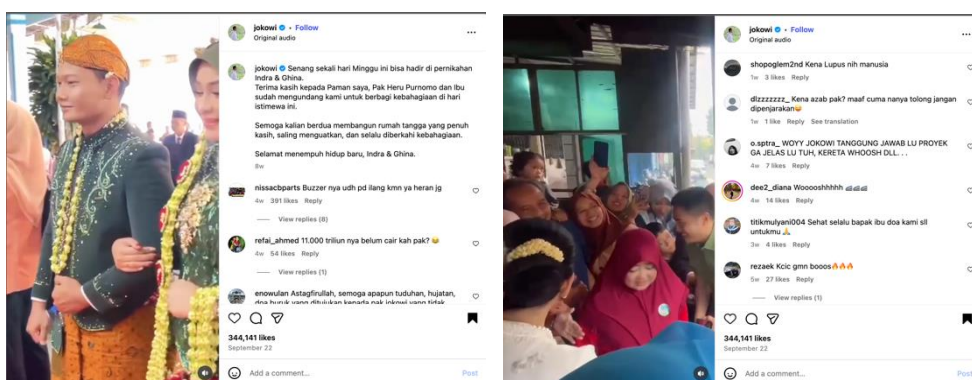 jokowi • Follow
Original audio
jokowi Senang sekali hari Minggu ini bisa hadir di pernikahan
Indra & Ghina.
Terima kasih kepada Paman saya, Pak Heru Purnomo dan Ibu
sudah mengundang kami untuk berbagi kebahagiaan di hari
istimewa ini.
Semoga kalian berdua membangun rumah tangga yang penuh
kasih, saling menguatkan, dan selalu diberkahi kebahagiaan.
Selamat menempuh hidup baru, Indra & Ghina.
8w
nissacbparts Buzzer nya udh pd ilang kmn ya heran jg
4w 391 likes Reply
View replies (8)
refai_ahmed 11.000 triliun nya belum cair kah pak? 😂
4w 54 likes Reply
View replies (1)
enowulan Astagfirullah, semoga apapun tuduhan, hujatan,
doa buruk yang ditujukan kepada pak jokowi yang tidak
344,141 likes
September 22
Add a comment...
Post
jokowi • Follow
Original audio
shopoglem2nd Kena Lupus nih manusia
1w 3 likes Reply
dizzzzzzz_ Kena azab pak? maaf cuma nanya tolong jangan
dipenjarakan
1w 1 like Reply See translation
o.sptra_ WOYY JOKOWI TANGGUNG JAWAB LU PROYEK
GA JELAS LU TUH, KERETA WHOOSH DLL. . .
4w 7 likes Reply
dee2_diana Wooooshhhhh
4w 14 likes Reply
titikmulyani004 Sehat selalu bapak ibu doa kami sll
untukmu 🙏
3w 4 likes Reply
rezaek Kcic gmn booos🔥🔥🔥
5w 27 likes Reply
View replies (1)
344,141 likes
September 22
Add a comment...
Post